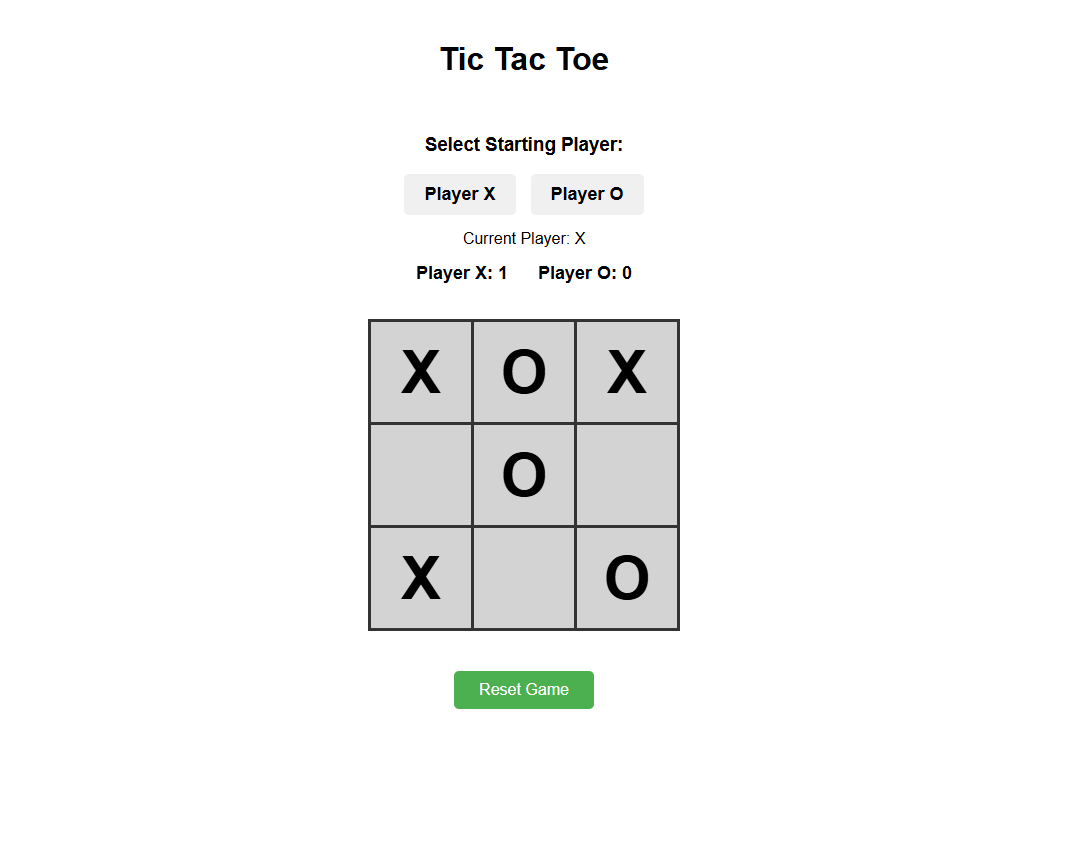 Tic Tac Toe
Select Starting Player:
Player X Player O
Current Player: X
Player X: 1 Player O: 0
X O X
O
X O
Reset Game